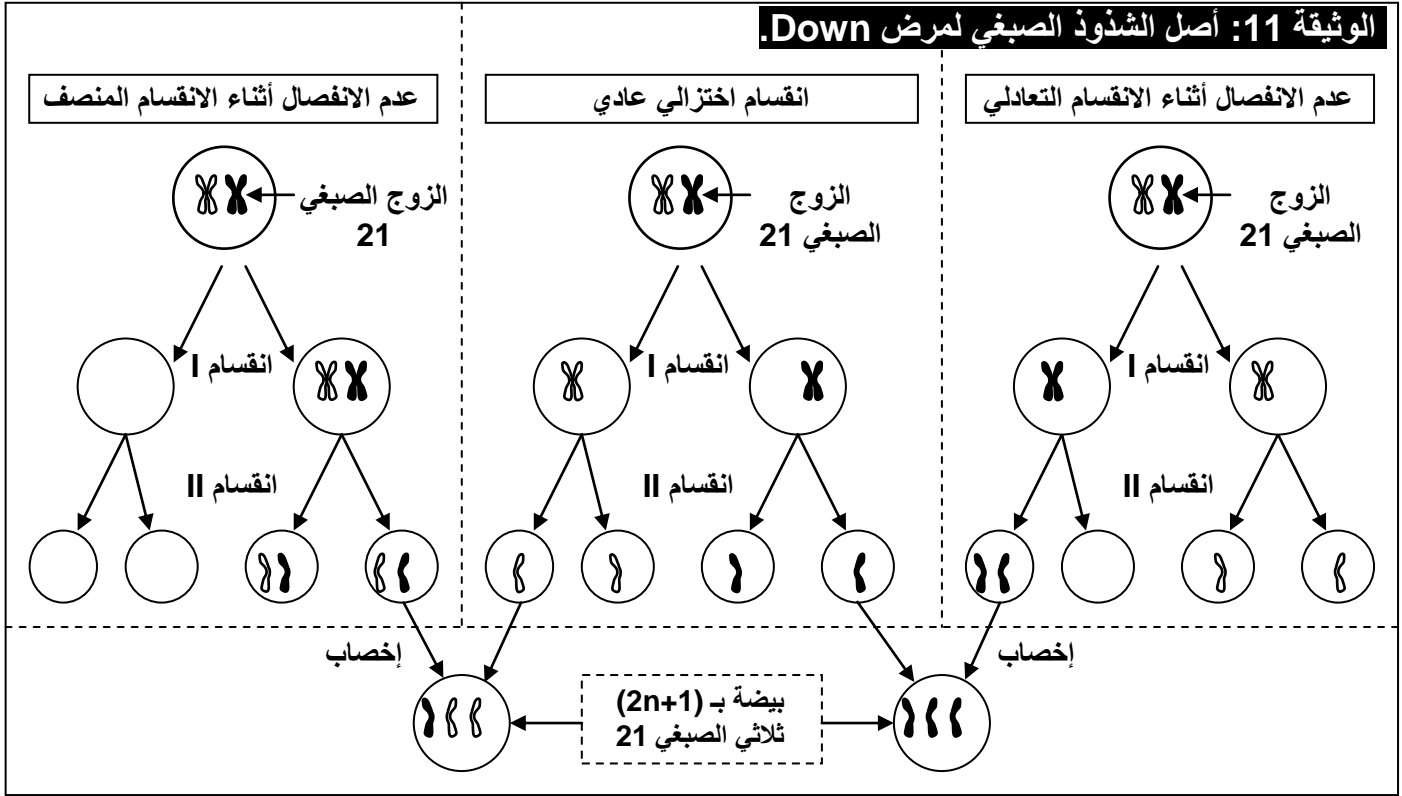 الوثيقة 11: أصل الشذوذ الصبغي لمرض Down.
عدم الانفصال أثناء الانقسام التعادلي
انقسام اختزالي عادي
عدم الانفصال أثناء الانقسام المنصف
الزوج
الصبغي 21
الزوج
الصبغي 21
الزوج الصبغي
21
انقسام I
انقسام I
انقسام I
انقسام II
انقسام II
انقسام II
إخصاب
إخصاب
بيضة بـ (2n+1)
ثلاثي الصبغي 21